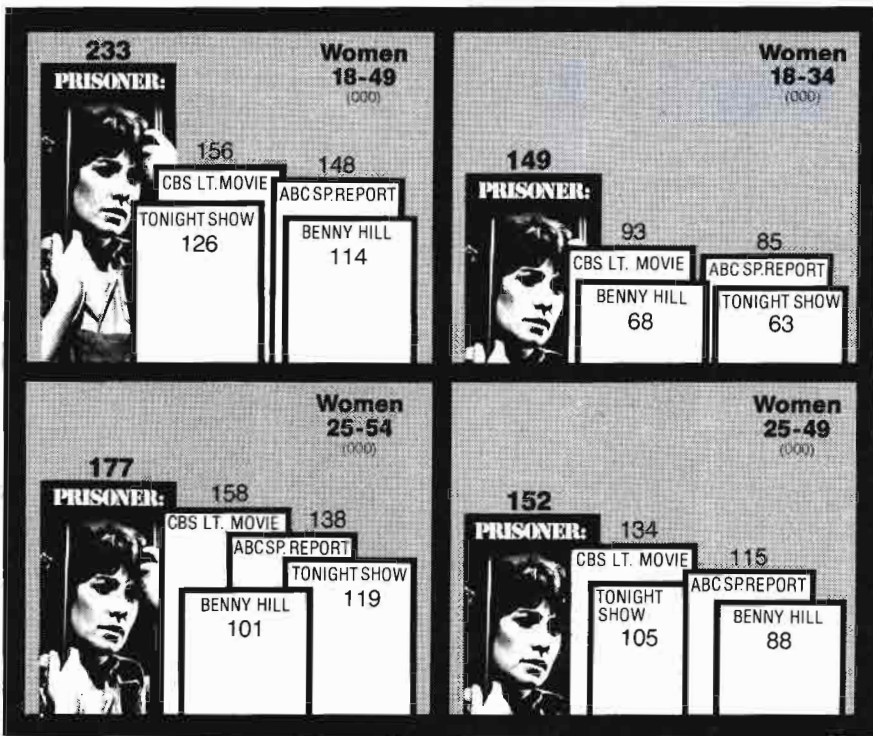 233
PRISONER:
Women
18-49
(000)
156
CBS LT. MOVIE
148
ABC SP. REPORT
TONIGHT SHOW
126
BENNY HILL
114
Women
18-34
(000)
149
PRISONER:
93
CBS LT. MOVIE
85
ABC SP. REPORT
BENNY HILL
68
TONIGHT SHOW
63
Women
25-54
(000)
177
PRISONER:
158
CBS LT. MOVIE
138
ABC SP. REPORT
TONIGHT SHOW
119
BENNY HILL
101
Women
25-49
(000)
152
PRISONER:
134
CBS LT. MOVIE
115
ABC SP. REPORT
TONIGHT
SHOW
105
BENNY HILL
88